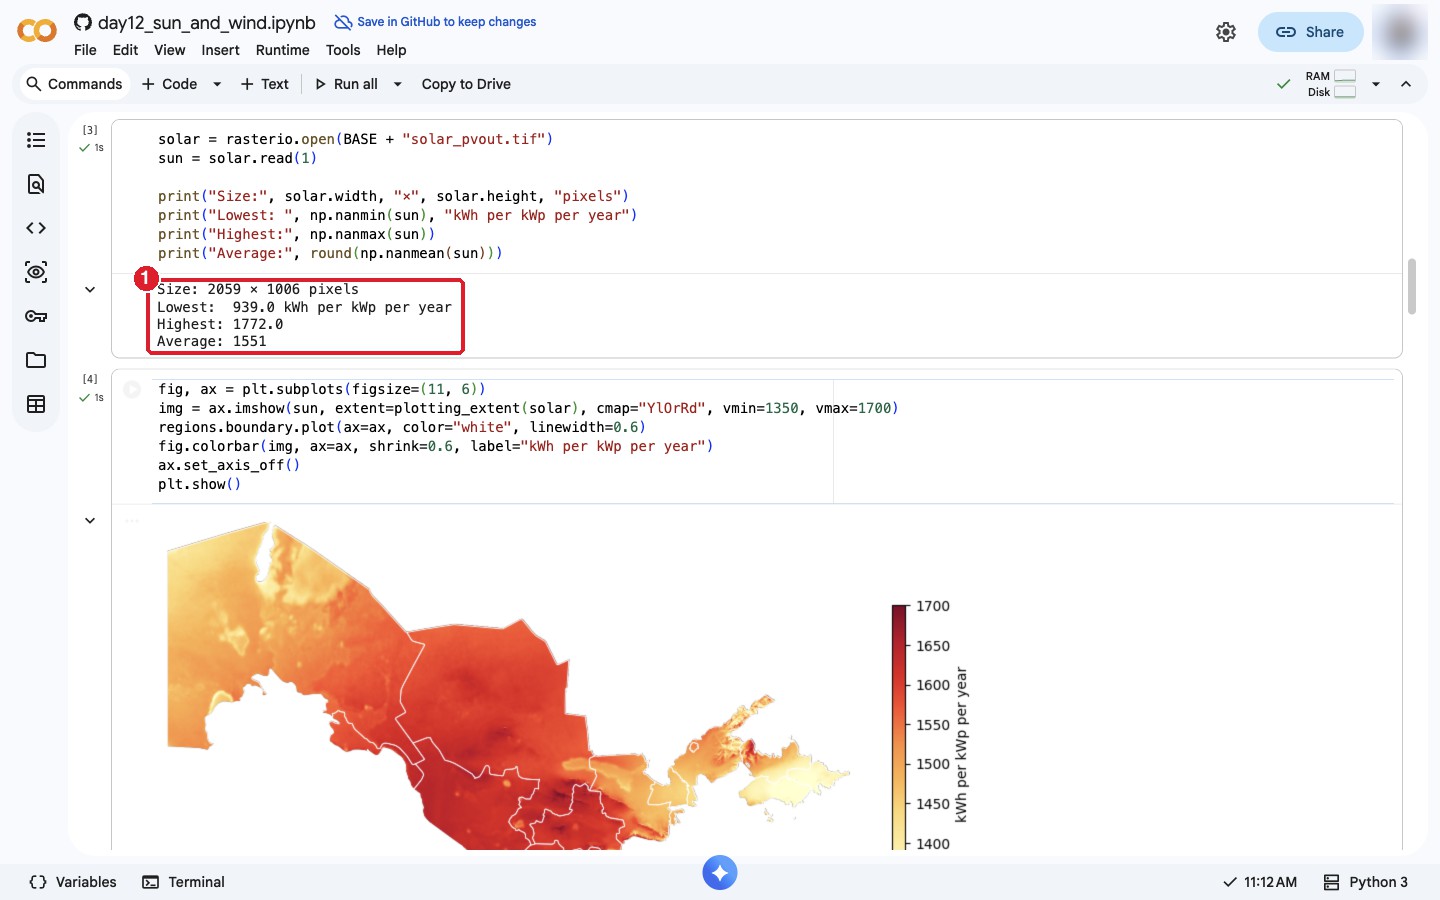 day12_sun_and_wind.ipynb
Save in GitHub to keep changes
File Edit View Insert Runtime Tools Help
Share
Commands + Code + Text Run all Copy to Drive
RAM
Disk
[3]
1s
solar = rasterio.open(BASE + "solar_pvout.tif")
sun = solar.read(1)
print("Size:", solar.width, "×", solar.height, "pixels")
print("Lowest: ", np.nanmin(sun), "kWh per kWp per year")
print("Highest:", np.nanmax(sun))
print("Average:", round(np.nanmean(sun)))
1
Size: 2059 × 1006 pixels
Lowest:  939.0 kWh per kWp per year
Highest: 1772.0
Average: 1551
[4]
1s
fig, ax = plt.subplots(figsize=(11, 6))
img = ax.imshow(sun, extent=plotting_extent(solar), cmap="YlOrRd", vmin=1350, vmax=1700)
regions.boundary.plot(ax=ax, color="white", linewidth=0.6)
fig.colorbar(img, ax=ax, shrink=0.6, label="kWh per kWp per year")
ax.set_axis_off()
plt.show()
1700
1650
1600
1550
1500
1450
1400
kWh per kWp per year
Variables Terminal
11:12 AM Python 3